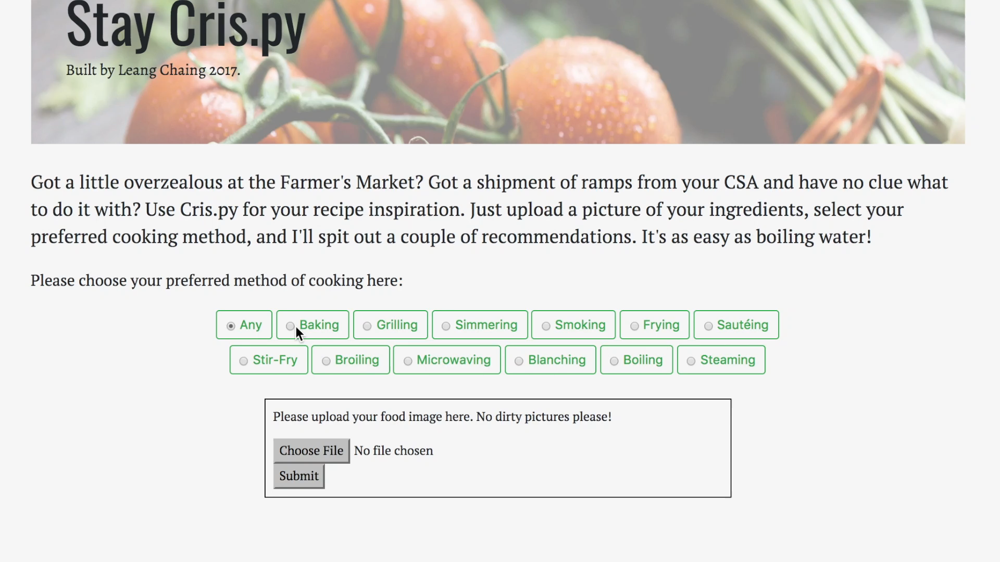 Stay Cris.py
Built by Leang Chaing 2017.
Got a little overzealous at the Farmer's Market? Got a shipment of ramps from your CSA and have no clue what
to do it with? Use Cris.py for your recipe inspiration. Just upload a picture of your ingredients, select your
preferred cooking method, and I'll spit out a couple of recommendations. It's as easy as boiling water!
Please choose your preferred method of cooking here:
Any Baking Grilling Simmering Smoking Frying Sautéing
Stir-Fry Broiling Microwaving Blanching Boiling Steaming
Please upload your food image here. No dirty pictures please!
Choose File No file chosen
Submit